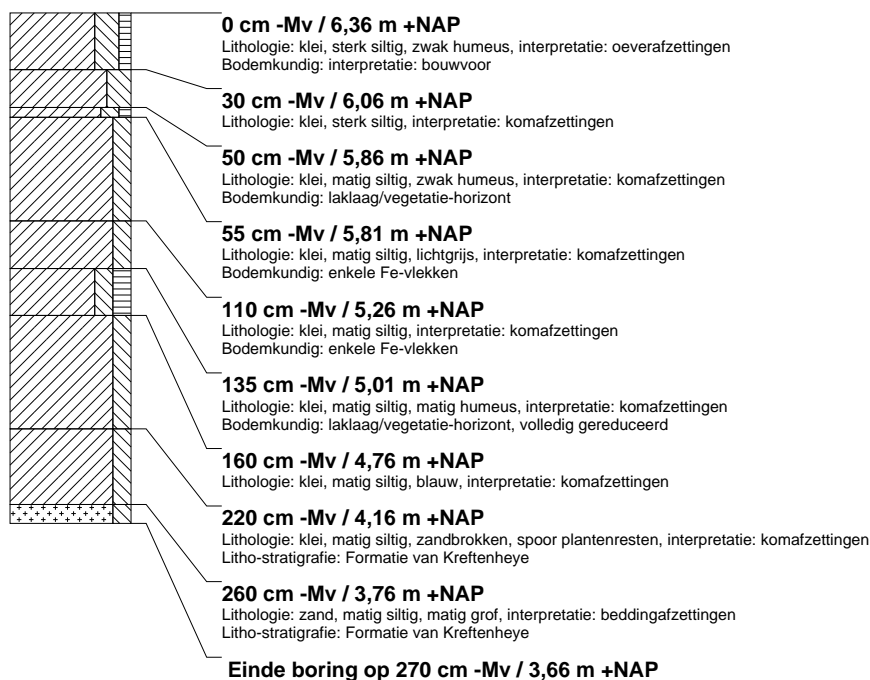 0 cm -Mv / 6,36 m +NAP
Lithologie: klei, sterk siltig, zwak humeus, interpretatie: oeverafzettingen
Bodemkundig: interpretatie: bouwvoor
30 cm -Mv / 6,06 m +NAP
Lithologie: klei, sterk siltig, interpretatie: komafzettingen
50 cm -Mv / 5,86 m +NAP
Lithologie: klei, matig siltig, zwak humeus, interpretatie: komafzettingen
Bodemkundig: laklaag/vegetatie-horizont
55 cm -Mv / 5,81 m +NAP
Lithologie: klei, matig siltig, lichtgrijs, interpretatie: komafzettingen
Bodemkundig: enkele Fe-vlekken
110 cm -Mv / 5,26 m +NAP
Lithologie: klei, matig siltig, interpretatie: komafzettingen
Bodemkundig: enkele Fe-vlekken
135 cm -Mv / 5,01 m +NAP
Lithologie: klei, matig siltig, matig humeus, interpretatie: komafzettingen
Bodemkundig: laklaag/vegetatie-horizont, volledig gereduceerd
160 cm -Mv / 4,76 m +NAP
Lithologie: klei, matig siltig, blauw, interpretatie: komafzettingen
220 cm -Mv / 4,16 m +NAP
Lithologie: klei, matig siltig, zandbrokken, spoor plantenresten, interpretatie: komafzettingen
Litho-stratigrafie: Formatie van Kreftenheye
260 cm -Mv / 3,76 m +NAP
Lithologie: zand, matig siltig, matig grof, interpretatie: beddingafzettingen
Litho-stratigrafie: Formatie van Kreftenheye
Einde boring op 270 cm -Mv / 3,66 m +NAP